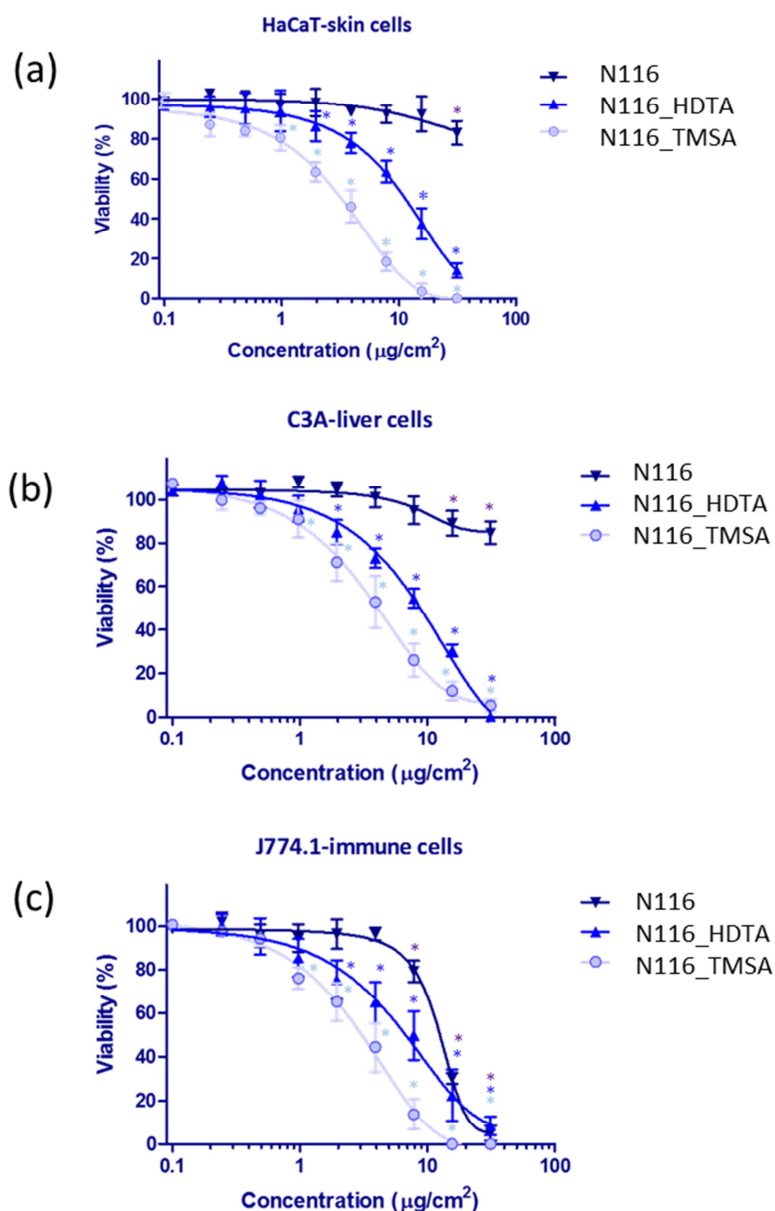 HaCaT-skin cells
(a)
N116
N116_HDTA
N116_TMSA
Viability (%)
100
80
60
40
20
0
0.1 1 10 100
Concentration (μg/cm²)
C3A-liver cells
(b)
N116
N116_HDTA
N116_TMSA
Viability (%)
100
80
60
40
20
0
0.1 1 10 100
Concentration (μg/cm²)
J774.1-immune cells
(c)
N116
N116_HDTA
N116_TMSA
Viability (%)
100
80
60
40
20
0
0.1 1 10 100
Concentration (μg/cm²)